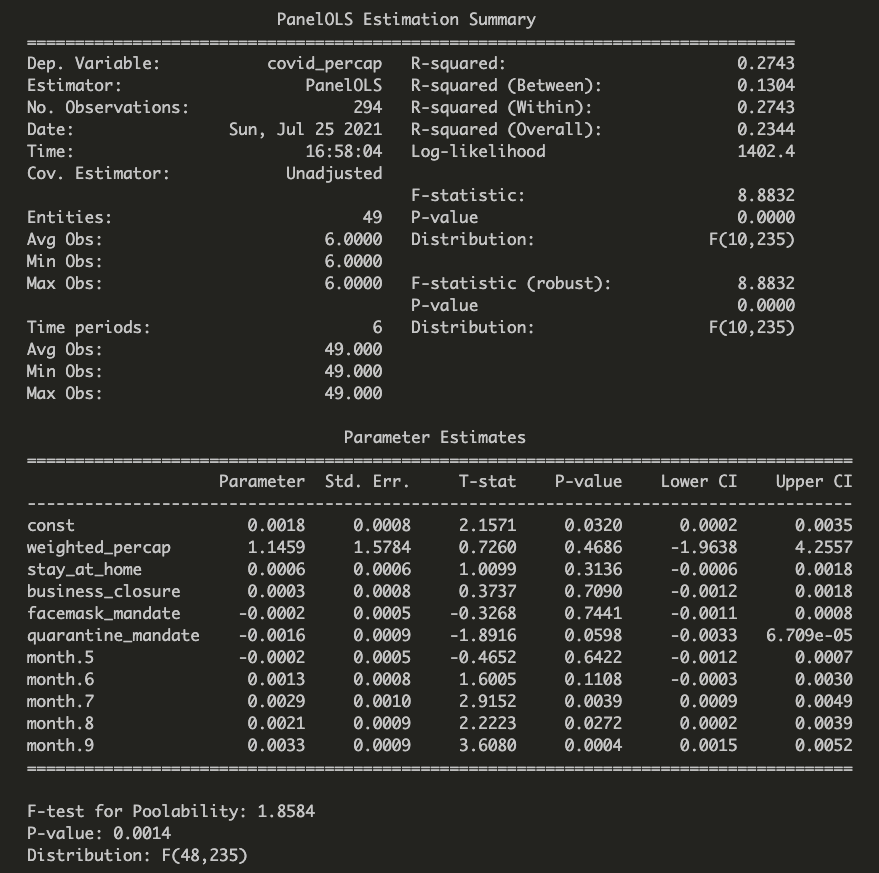 PanelOLS Estimation Summary
================================================================================
Dep. Variable: covid_percap R-squared: 0.2743
Estimator: PanelOLS R-squared (Between): 0.1304
No. Observations: 294 R-squared (Within): 0.2743
Date: Sun, Jul 25 2021 R-squared (Overall): 0.2344
Time: 16:58:04 Log-likelihood 1402.4
Cov. Estimator: Unadjusted
F-statistic: 8.8832
Entities: 49 P-value 0.0000
Avg Obs: 6.0000 Distribution: F(10,235)
Min Obs: 6.0000
Max Obs: 6.0000 F-statistic (robust): 8.8832
P-value 0.0000
Time periods: 6 Distribution: F(10,235)
Avg Obs: 49.000
Min Obs: 49.000
Max Obs: 49.000
Parameter Estimates
======================================================================================
Parameter Std. Err. T-stat P-value Lower CI Upper CI
--------------------------------------------------------------------------------------
const 0.0018 0.0008 2.1571 0.0320 0.0002 0.0035
weighted_percap 1.1459 1.5784 0.7260 0.4686 -1.9638 4.2557
stay_at_home 0.0006 0.0006 1.0099 0.3136 -0.0006 0.0018
business_closure 0.0003 0.0008 0.3737 0.7090 -0.0012 0.0018
facemask_mandate -0.0002 0.0005 -0.3268 0.7441 -0.0011 0.0008
quarantine_mandate -0.0016 0.0009 -1.8916 0.0598 -0.0033 6.709e-05
month.5 -0.0002 0.0005 -0.4652 0.6422 -0.0012 0.0007
month.6 0.0013 0.0008 1.6005 0.1108 -0.0003 0.0030
month.7 0.0029 0.0010 2.9152 0.0039 0.0009 0.0049
month.8 0.0021 0.0009 2.2223 0.0272 0.0002 0.0039
month.9 0.0033 0.0009 3.6080 0.0004 0.0015 0.0052
======================================================================================
F-test for Poolability: 1.8584
P-value: 0.0014
Distribution: F(48,235)